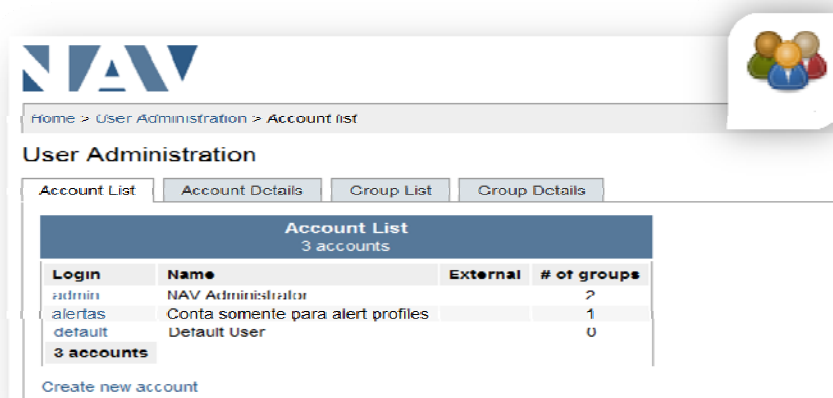 NAV
Home > User Administration > Account list
User Administration
Account List Account Details Group List Group Details
Account List
3 accounts
Login Name External # of groups
admin NAV Administrator 2
alertas Conta somente para alert profiles 1
default Default User 0
3 accounts
Create new account